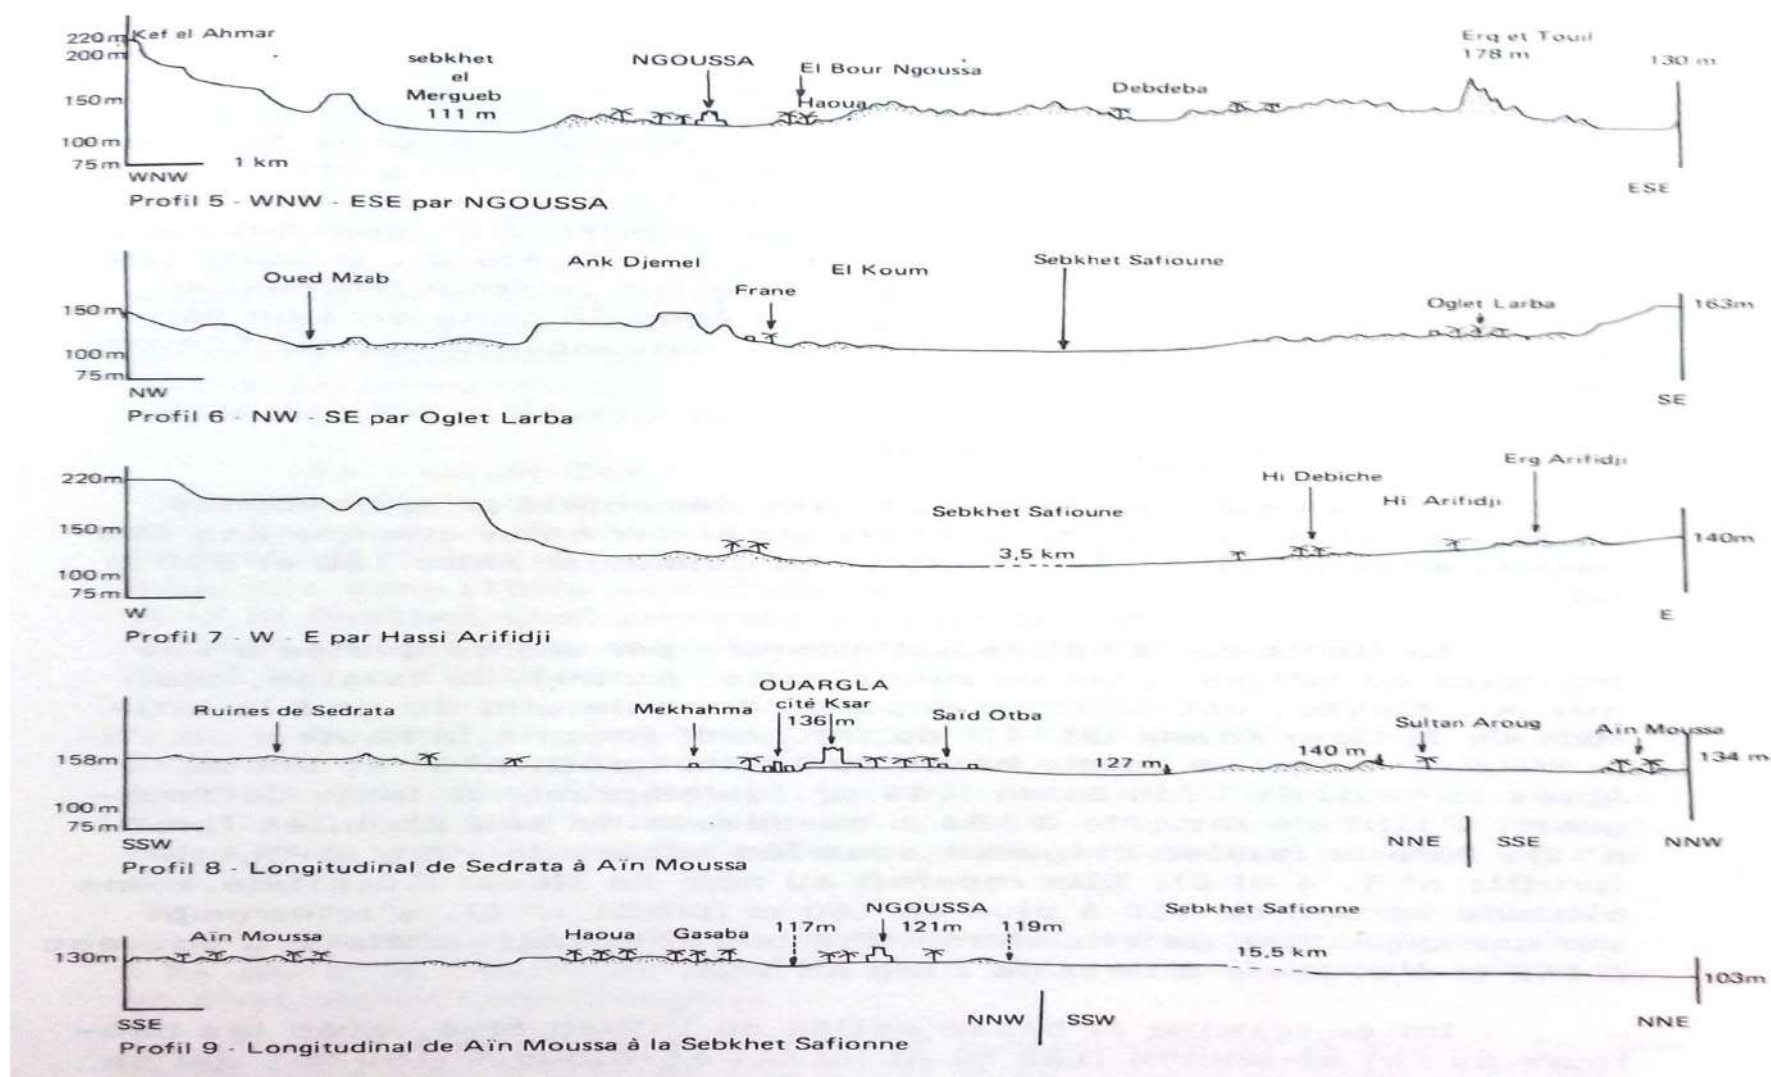 220m Kef el Ahmar
200m
150m
100m
75m
sebkhet
el
Mergueb
111 m
NGOUSSA
El Bour Ngoussa
Haoua
Debdeba
Erq et Touil
178 m
130 m
1 km
WNW
ESE
Profil 5 - WNW - ESE par NGOUSSA
Oued Mzab
Ank Djemel
Frane
El Koum
Sebkhet Safioune
Oglet Larba
150m
100m
75m
163m
NW
SE
Profil 6 - NW - SE par Oglet Larba
220m
150m
100m
75m
Sebkhet Safioune
3,5 km
Hi Debiche
Hi Arifidji
Erg Arifidji
140m
W
E
Profil 7 - W - E par Hassi Arifidji
Ruines de Sedrata
Mekhahma
OUARGLA
cité Ksar
136 m
Saïd Otba
127 m
140 m
Sultan Aroug
Aïn Moussa
158m
100m
75m
134 m
SSW
NNE
SSE
NNW
Profil 8 - Longitudinal de Sedrata à Aïn Moussa
Aïn Moussa
Haoua
Gasaba
117m
NGOUSSA
121m
119m
Sebkhet Safionne
15,5 km
130m
103m
SSE
NNW
SSW
NNE
Profil 9 - Longitudinal de Aïn Moussa à la Sebkhet Safionne